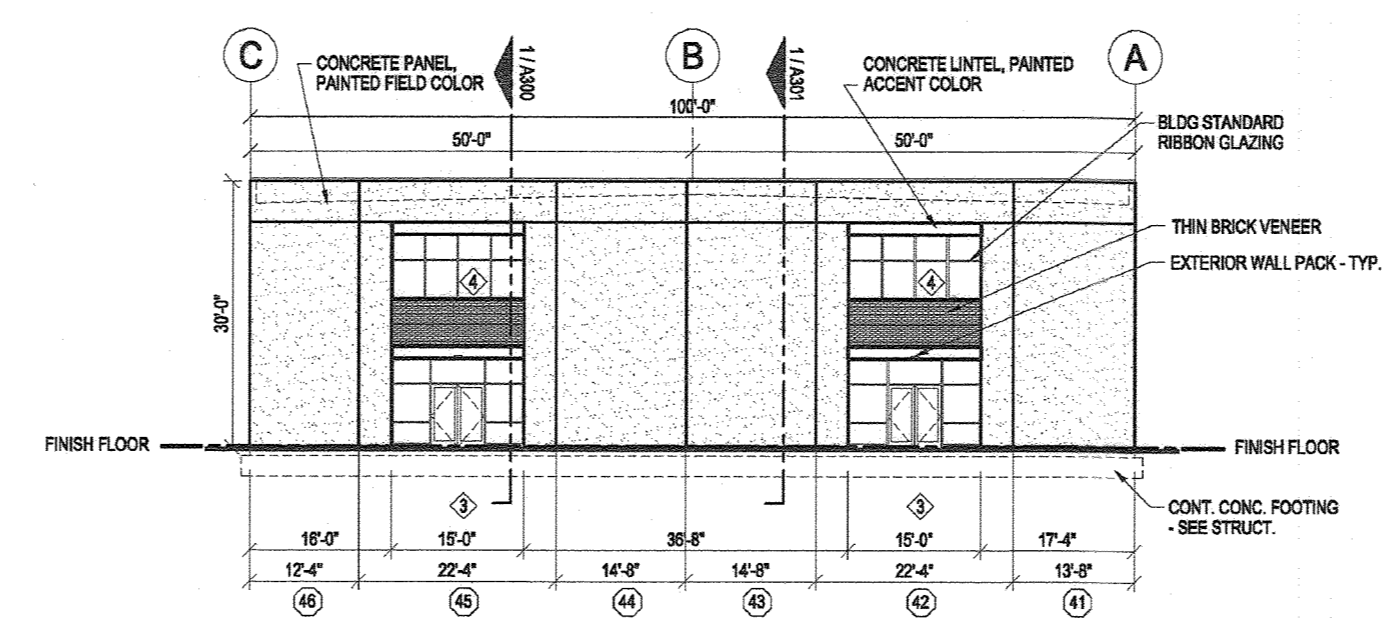 C
1 / A300
B
1 / A301
A
CONCRETE PANEL,
PAINTED FIELD COLOR
CONCRETE LINTEL, PAINTED
ACCENT COLOR
100'-0"
50'-0"
50'-0"
BLDG STANDARD
RIBBON GLAZING
THIN BRICK VENEER
EXTERIOR WALL PACK - TYP.
30'-0"
4
4
FINISH FLOOR
FINISH FLOOR
3
3
CONT. CONC. FOOTING
- SEE STRUCT.
16'-0" 15'-0" 36'-8" 15'-0" 17'-4"
12'-4" 22'-4" 14'-8" 14'-8" 22'-4" 13'-8"
46 45 44 43 42 41